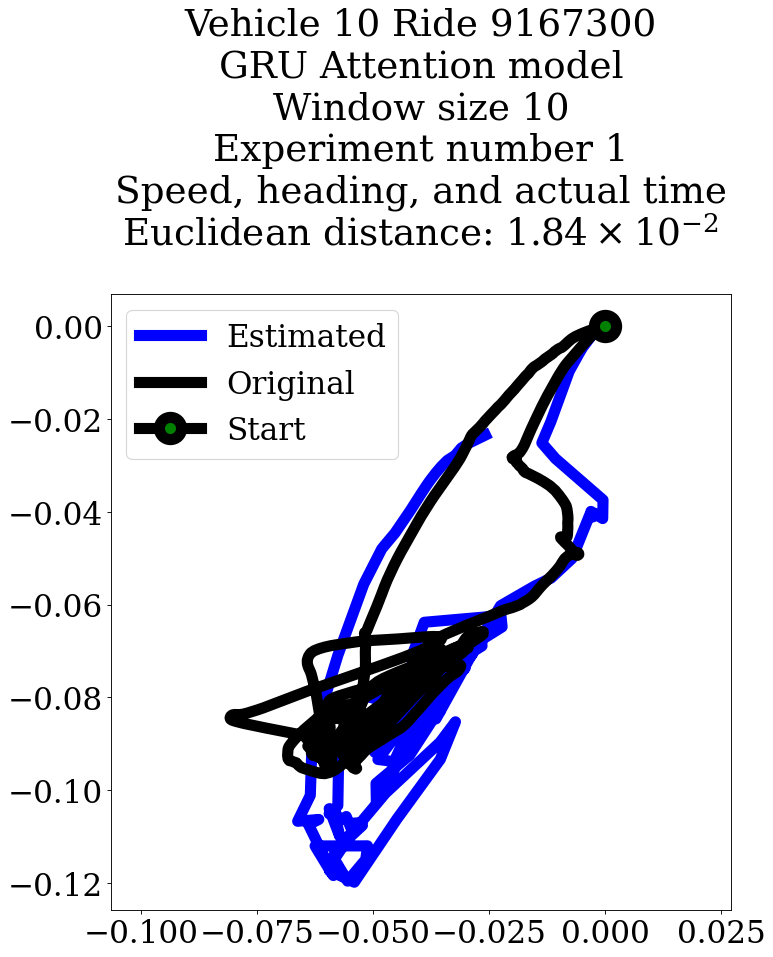 Vehicle 10 Ride 9167300
GRU Attention model
Window size 10
Experiment number 1
Speed, heading, and actual time
Euclidean distance: 1.84 × 10⁻²
Estimated
Original
Start
0.00
−0.02
−0.04
−0.06
−0.08
−0.10
−0.12
−0.100 −0.075 −0.050 −0.025 0.000 0.025